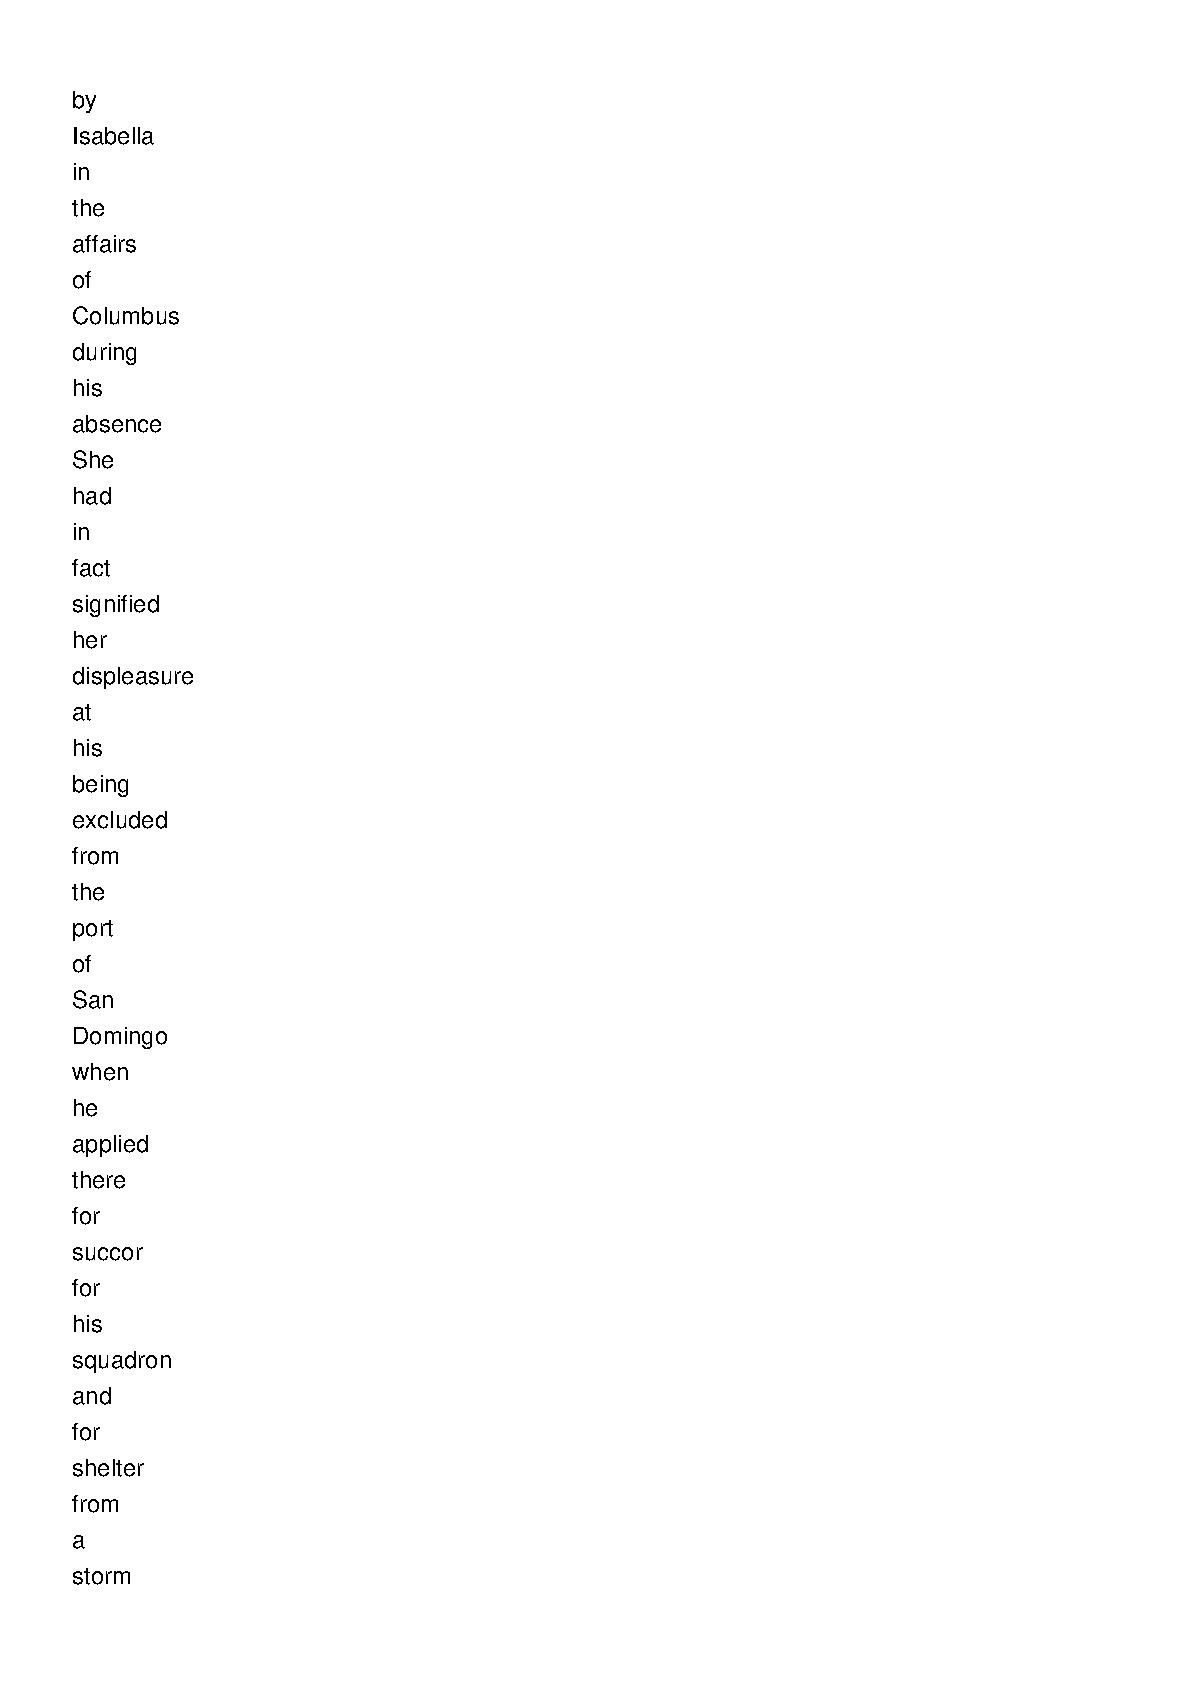 by
Isabella
in
the
affairs
of
Columbus
during
his
absence
She
had
in
fact
signified
her
displeasure
at
his
being
excluded
from
the
port
of
San
Domingo
when
he
applied
there
for
succor
for
his
squadron
and
for
shelter
from
a
storm